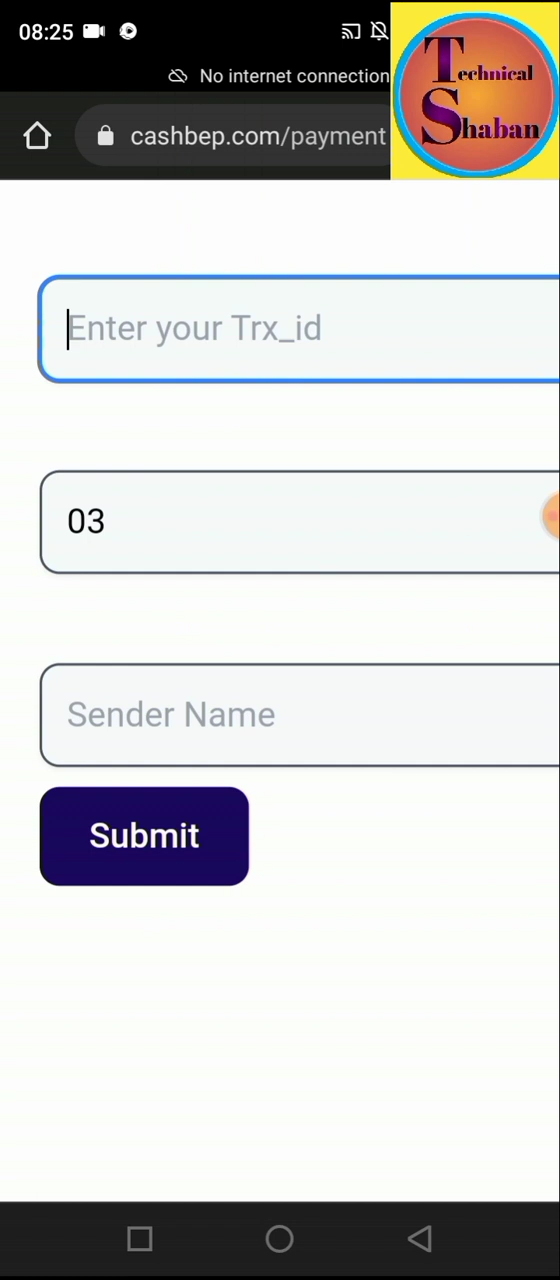 08:25
No internet connection
Technical
Shaban
cashbep.com/payment
Enter your Trx_id
03
Sender Name
Submit